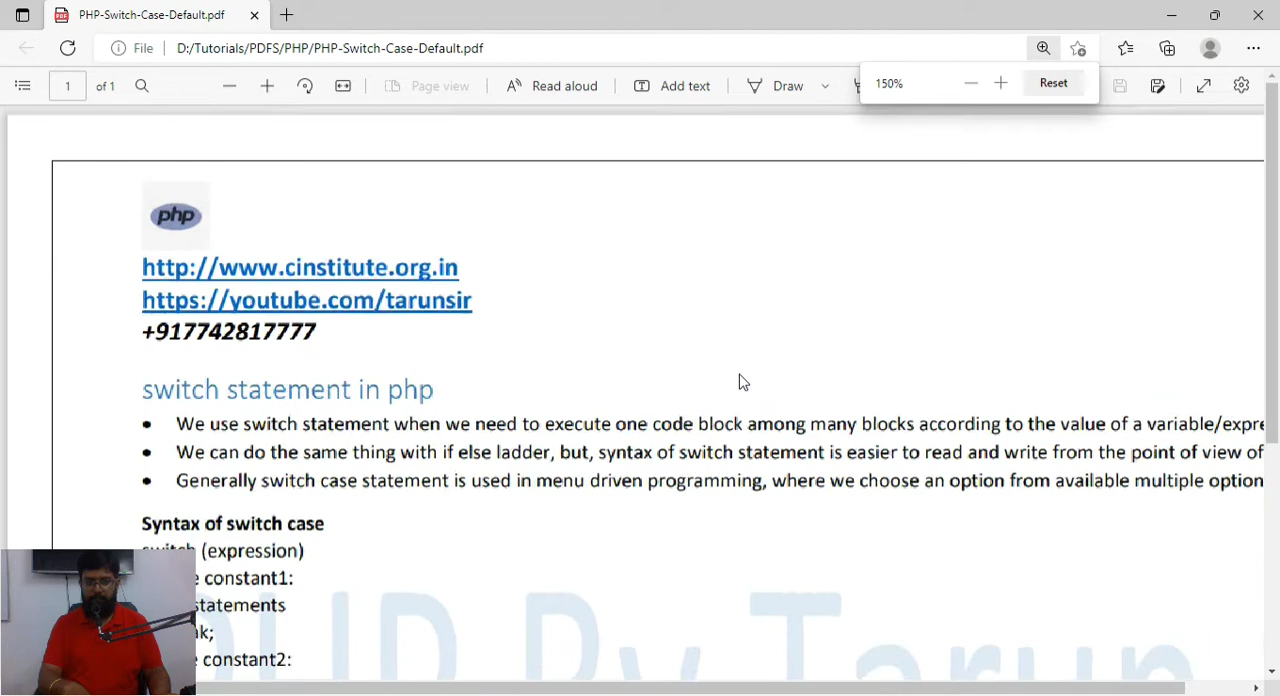 PHP-Switch-Case-Default.pdf
File D:/Tutorials/PDFS/PHP/PHP-Switch-Case-Default.pdf
1 of 1 Page view Read aloud Add text Draw
150% Reset
php
http://www.cinstitute.org.in
https://youtube.com/tarunsir
+917742817777
switch statement in php
• We use switch statement when we need to execute one code block among many blocks according to the value of a variable/expre
• We can do the same thing with if else ladder, but, syntax of switch statement is easier to read and write from the point of view of
• Generally switch case statement is used in menu driven programming, where we choose an option from available multiple option
Syntax of switch case
switch (expression)
constant1:
statements
constant2:
By Tarun